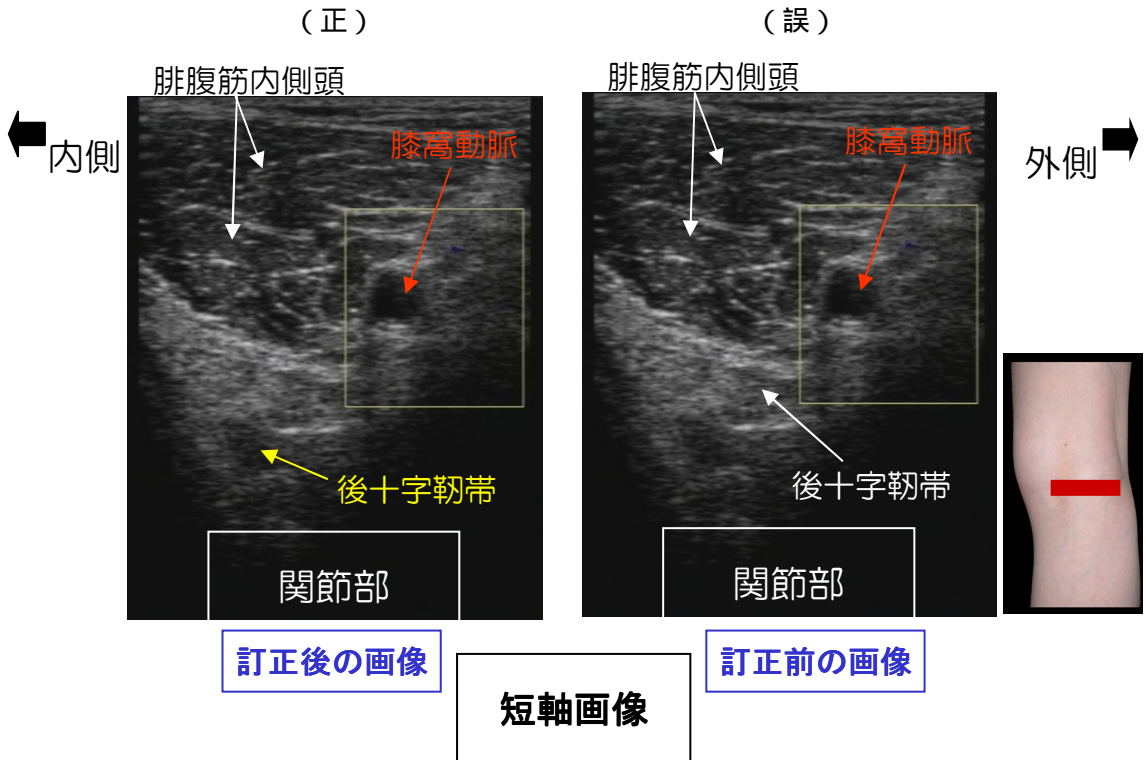 （正）
（誤）
腓腹筋内側頭
膝窩動脈
腓腹筋内側頭
膝窩動脈
内側
外側
後十字靭帯
後十字靭帯
関節部
関節部
訂正後の画像
訂正前の画像
短軸画像